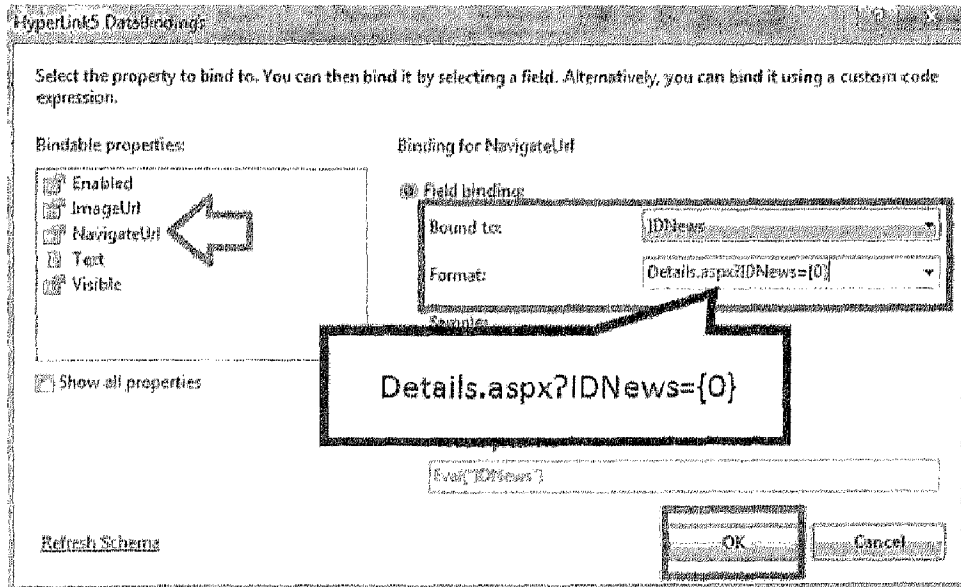 HyperLink5 DataBindings
Select the property to bind to. You can then bind it by selecting a field. Alternatively, you can bind it using a custom code
expression.
Bindable properties:
Enabled
ImageUrl
NavigateUrl
Text
Visible
Show all properties
Binding for NavigateUrl
Field binding:
Bound to: IDNews
Format: Details.aspx?IDNews={0}
Sample:
Details.aspx?IDNews={0}
Eval("IDNews")
Refresh Schema
OK
Cancel